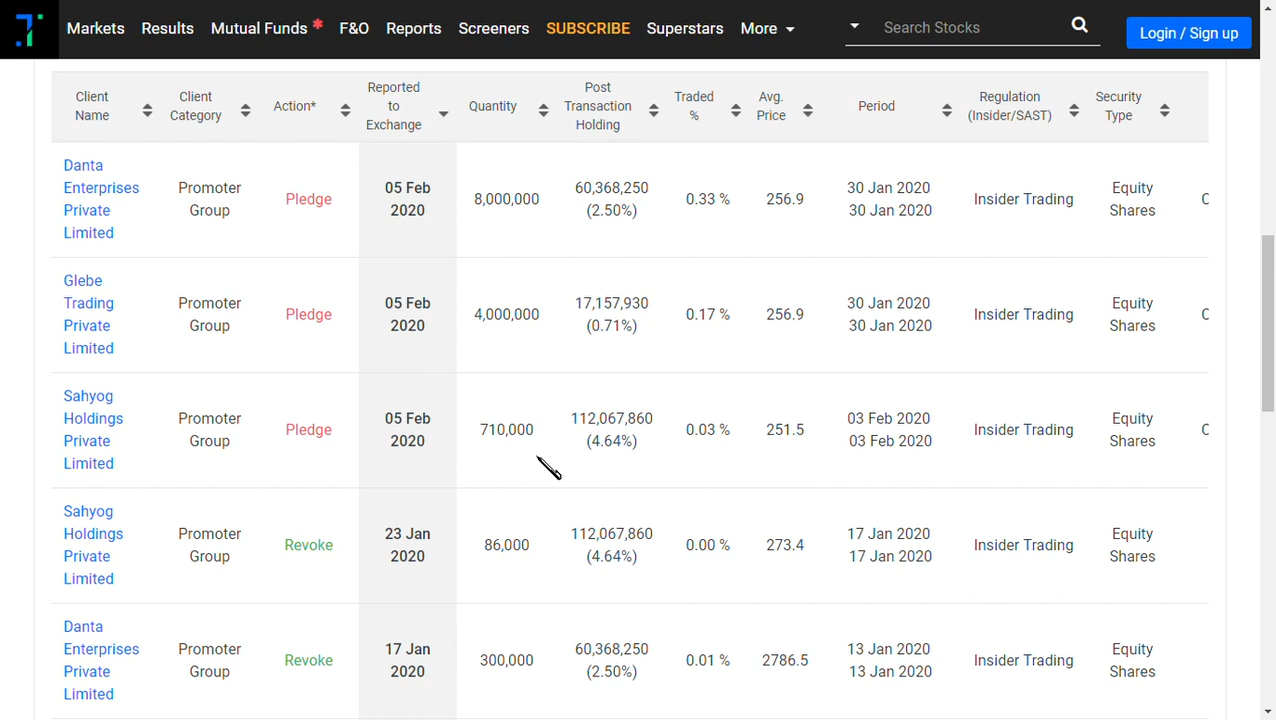 Markets Results Mutual Funds * F&O Reports Screeners SUBSCRIBE Superstars More Search Stocks Login / Sign up
Client Name Client Category Action* Reported to Exchange Quantity Post Transaction Holding Traded % Avg. Price Period Regulation (Insider/SAST) Security Type
Danta Enterprises Private Limited Promoter Group Pledge 05 Feb 2020 8,000,000 60,368,250 (2.50%) 0.33 % 256.9 30 Jan 2020 30 Jan 2020 Insider Trading Equity Shares
Glebe Trading Private Limited Promoter Group Pledge 05 Feb 2020 4,000,000 17,157,930 (0.71%) 0.17 % 256.9 30 Jan 2020 30 Jan 2020 Insider Trading Equity Shares
Sahyog Holdings Private Limited Promoter Group Pledge 05 Feb 2020 710,000 112,067,860 (4.64%) 0.03 % 251.5 03 Feb 2020 03 Feb 2020 Insider Trading Equity Shares
Sahyog Holdings Private Limited Promoter Group Revoke 23 Jan 2020 86,000 112,067,860 (4.64%) 0.00 % 273.4 17 Jan 2020 17 Jan 2020 Insider Trading Equity Shares
Danta Enterprises Private Limited Promoter Group Revoke 17 Jan 2020 300,000 60,368,250 (2.50%) 0.01 % 2786.5 13 Jan 2020 13 Jan 2020 Insider Trading Equity Shares